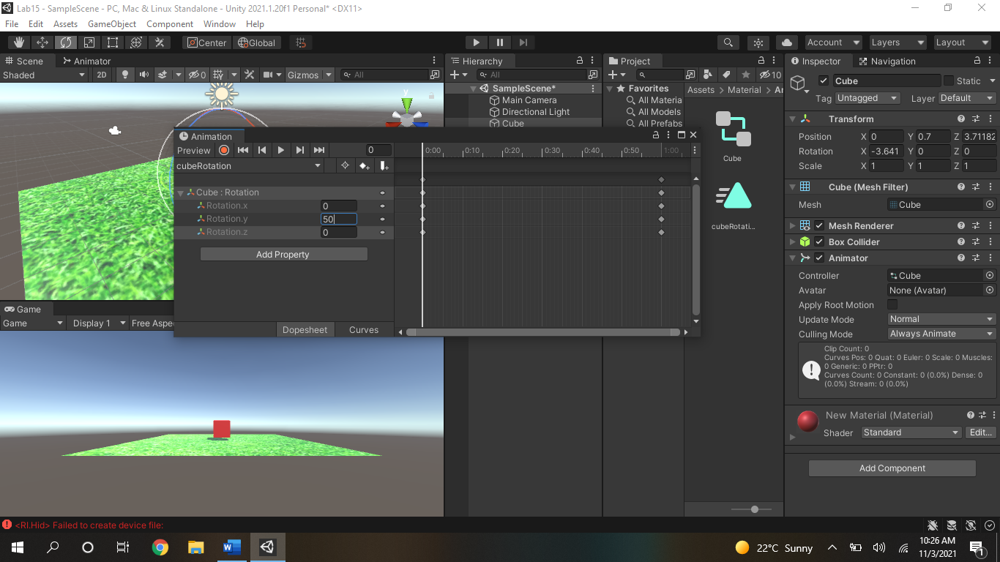 Lab15 - SampleScene - PC, Mac & Linux Standalone - Unity 2021.1.20f1 Personal* <DX11>
File Edit Assets GameObject Component Window Help
Center Global Account Layers Layout
Scene Animator
Shaded 2D 0 Gizmos All
Hierarchy
All
SampleScene*
Main Camera
Directional Light
Cube
Project
10
Favorites
All Materia
All Models
All Prefabs
Assets > Material > Ar
Cube
cubeRotati...
Animation
Preview 0
cubeRotation
0:00 0:10 0:20 0:30 0:40 0:50 1:00
Cube : Rotation
Rotation.x 0
Rotation.y 50
Rotation.z 0
Add Property
Dopesheet Curves
Game
Game Display 1 Free Aspe
Inspector Navigation
Cube Static
Tag Untagged Layer Default
Transform
Position X 0 Y 0.7 Z 3.71182
Rotation X -3.641 Y 0 Z 0
Scale X 1 Y 1 Z 1
Cube (Mesh Filter)
Mesh Cube
Mesh Renderer
Box Collider
Animator
Controller Cube
Avatar None (Avatar)
Apply Root Motion
Update Mode Normal
Culling Mode Always Animate
Clip Count: 0
Curves Pos: 0 Quat: 0 Euler: 0 Scale: 0 Muscles:
0 Generic: 0 PPtr: 0
Curves Count: 0 Constant: 0 (0.0%) Dense: 0
(0.0%) Stream: 0 (0.0%)
New Material (Material)
Shader Standard Edit...
Add Component
<RI.Hid> Failed to create device file:
22°C Sunny
10:26 AM
11/3/2021
1